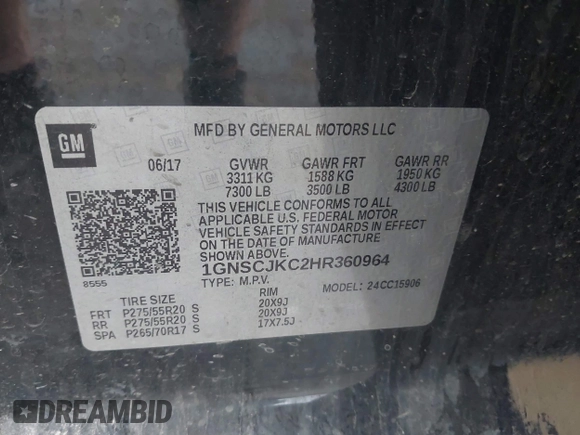 MFD BY GENERAL MOTORS LLC
GM
06/17 GVWR GAWR FRT GAWR RR
3311 KG 1588 KG 1950 KG
7300 LB 3500 LB 4300 LB
THIS VEHICLE CONFORMS TO ALL
APPLICABLE U.S. FEDERAL MOTOR
VEHICLE SAFETY STANDARDS IN
EFFECT ON THE DATE OF MANUFACTURE
SHOWN ABOVE.
8555
1GNSCJKC2HR360964
TYPE: M.P.V. MODEL: 24CC15906
TIRE SIZE RIM
FRT P275/55R20 S 20X9J
RR P275/55R20 S 20X9J
SPA P265/70R17 S 17X7.5J
DREAMBID